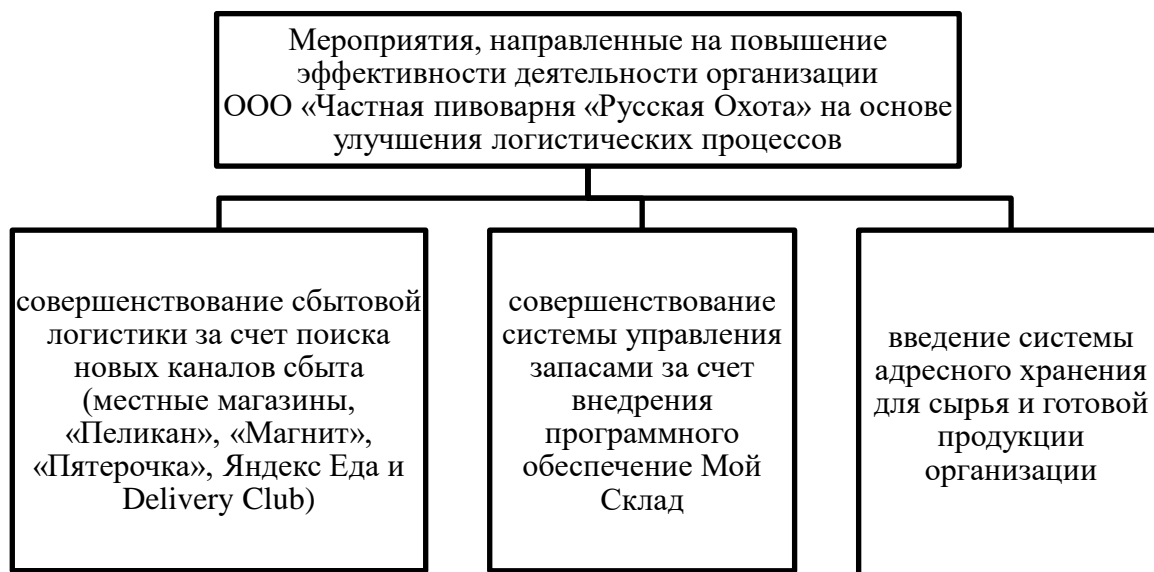 Мероприятия, направленные на повышение
эффективности деятельности организации
ООО «Частная пивоварня «Русская Охота» на основе
улучшения логистических процессов
совершенствование сбытовой
логистики за счет поиска
новых каналов сбыта
(местные магазины,
«Пеликан», «Магнит»,
«Пятерочка», Яндекс Еда и
Delivery Club)
совершенствование
системы управления
запасами за счет
внедрения
программного
обеспечение Мой
Склад
введение системы
адресного хранения
для сырья и готовой
продукции
организации